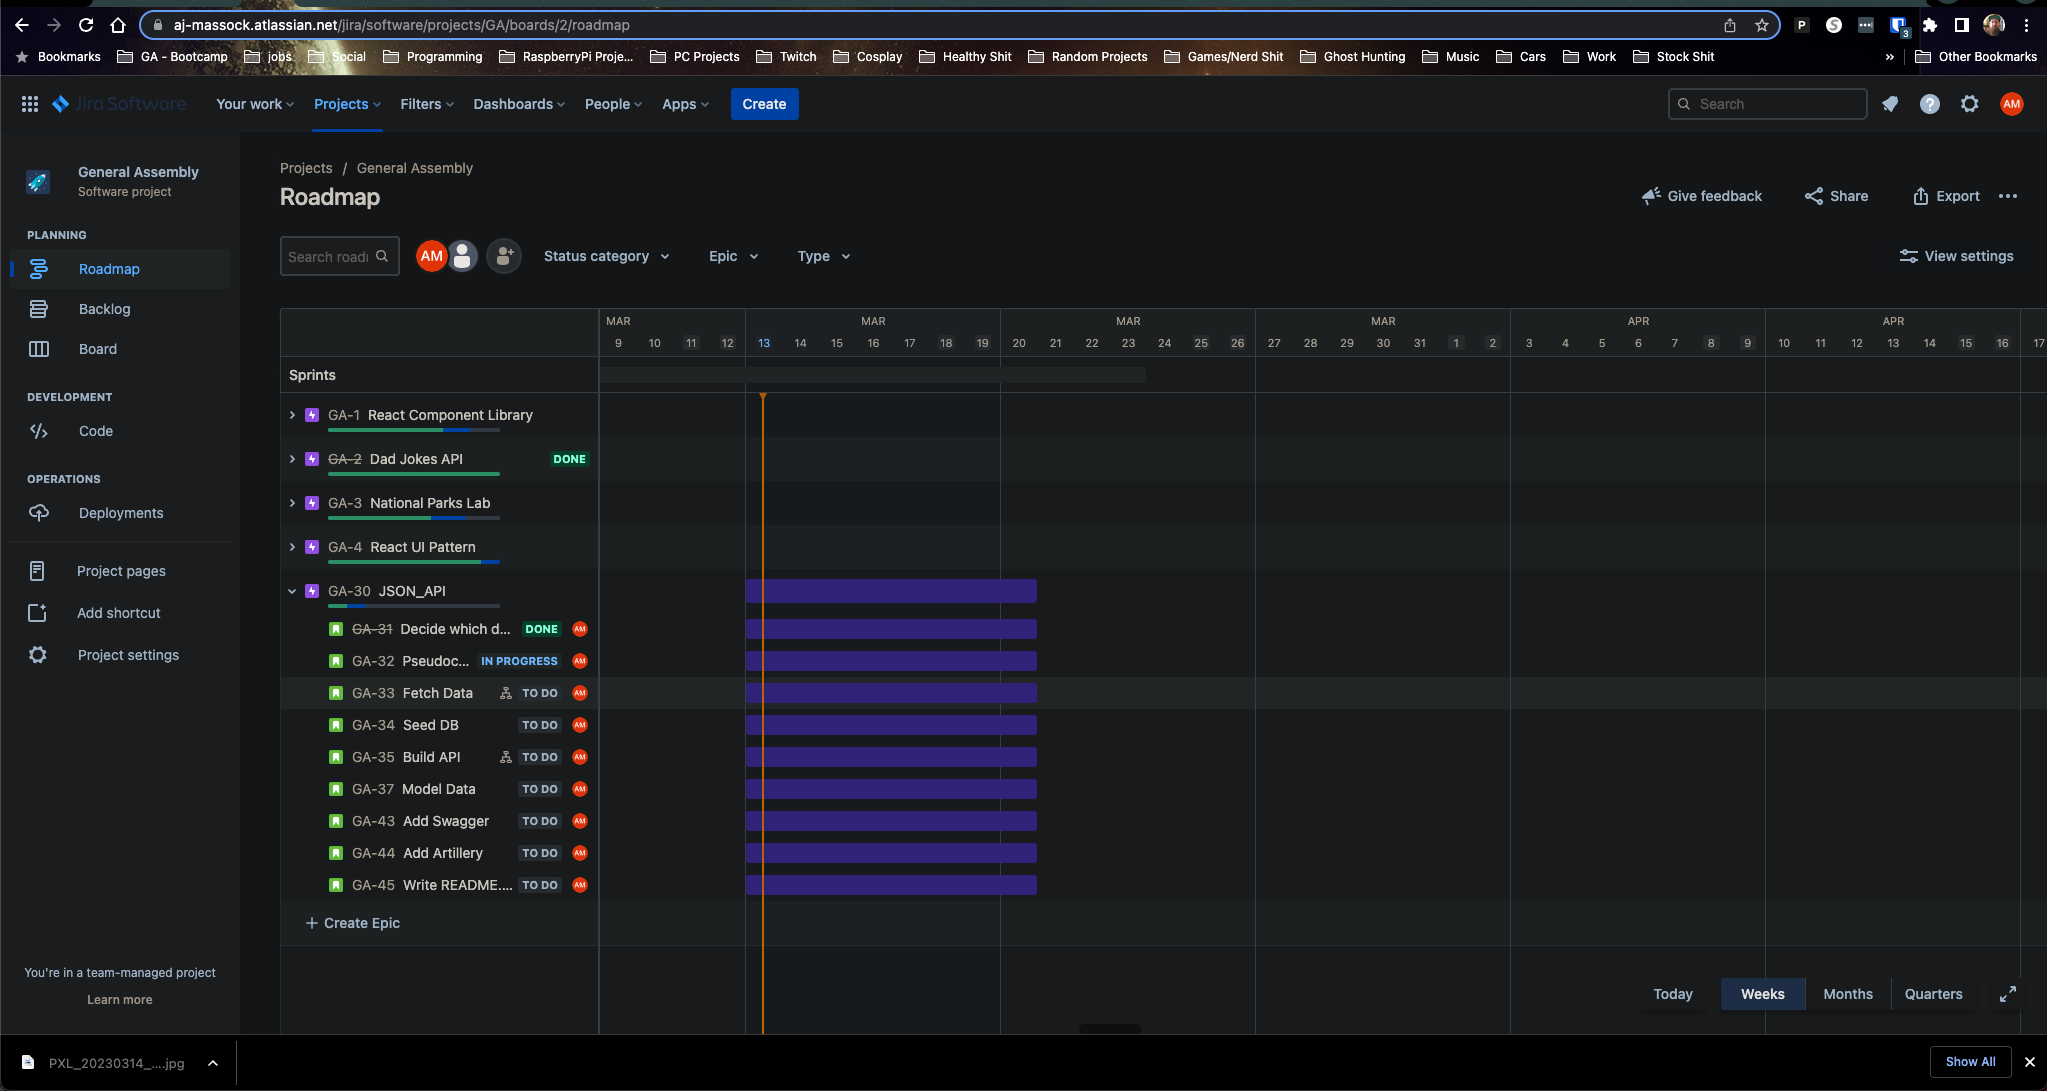 aj-massock.atlassian.net/jira/software/projects/GA/boards/2/roadmap
P S 3
Bookmarks GA - Bootcamp jobs Social Programming RaspberryPi Proje... PC Projects Twitch Cosplay Healthy Shit Random Projects Games/Nerd Shit Ghost Hunting Music Cars Work Stock Shit » Other Bookmarks
Jira Software Your work Projects Filters Dashboards People Apps Create Search ? AM
General Assembly
Software project
PLANNING
Roadmap
Backlog
Board
DEVELOPMENT
Code
OPERATIONS
Deployments
Project pages
Add shortcut
Project settings
You're in a team-managed project
Learn more
Projects / General Assembly
Roadmap
Give feedback Share Export
AM Status category Epic Type View settings
MAR MAR MAR MAR APR APR
9 10 11 12 13 14 15 16 17 18 19 20 21 22 23 24 25 26 27 28 29 30 31 1 2 3 4 5 6 7 8 9 10 11 12 13 14 15 16 17
Sprints
GA-1 React Component Library
GA-2 Dad Jokes API DONE
GA-3 National Parks Lab
GA-4 React UI Pattern
GA-30 JSON_API
GA-31 Decide which d... DONE AM
GA-32 Pseudoc... IN PROGRESS AM
GA-33 Fetch Data TO DO AM
GA-34 Seed DB TO DO AM
GA-35 Build API TO DO AM
GA-37 Model Data TO DO AM
GA-43 Add Swagger TO DO AM
GA-44 Add Artillery TO DO AM
GA-45 Write README.... TO DO AM
+ Create Epic
Today Weeks Months Quarters
PXL_20230314_....jpg Show All